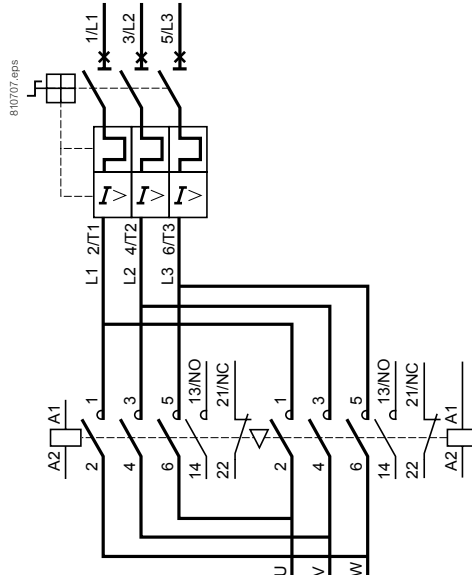 810707.eps
1/L1
3/L2
5/L3
I> I> I>
2/T1
4/T2
6/T3
L1
L2
L3
A1
A2
1
2
3
4
5
6
13/NO
14
21/NC
22
1
2
3
4
5
6
13/NO
14
21/NC
22
A1
A2
U
V
W